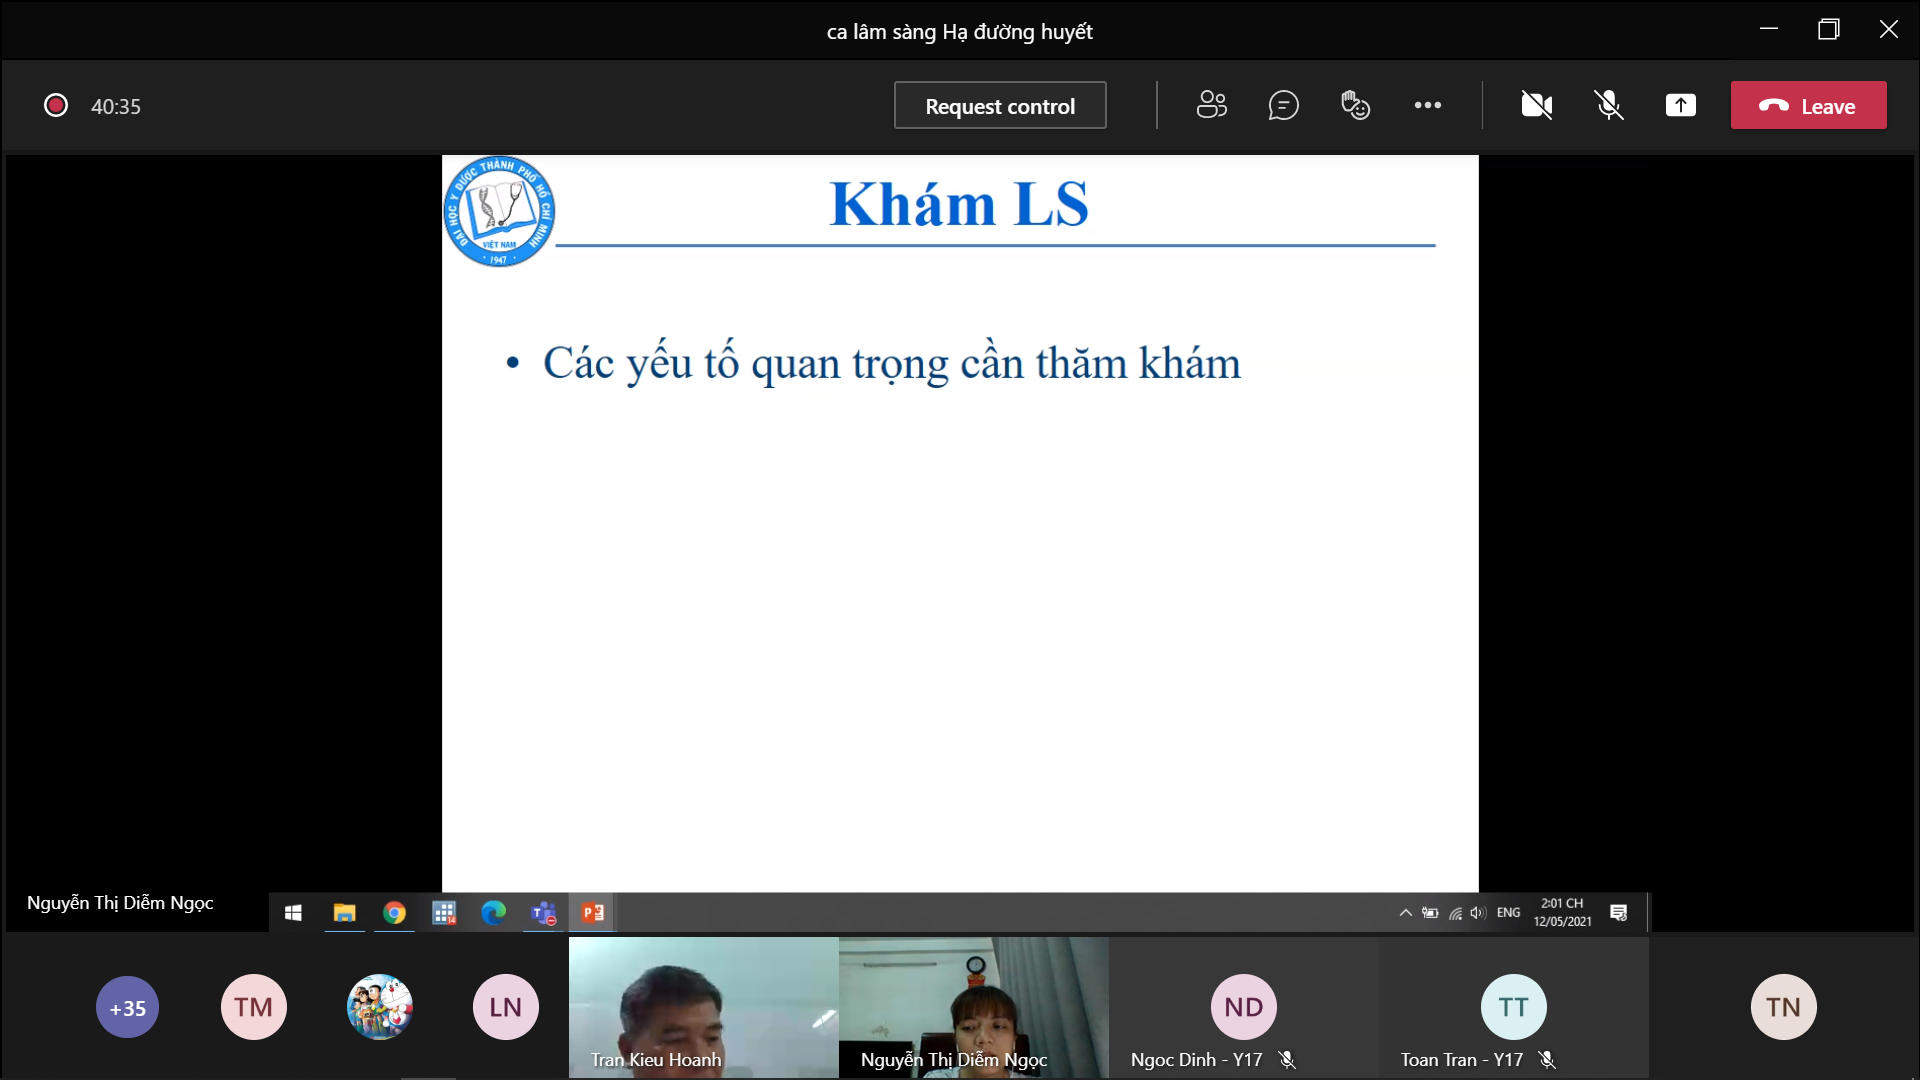 ca lâm sàng Hạ đường huyết
40:35
Request control
Leave
ĐẠI HỌC Y DƯỢC THÀNH PHỐ HỒ CHÍ MINH
VIỆT NAM
1947
Khám LS
• Các yếu tố quan trọng cần thăm khám
Nguyễn Thị Diễm Ngọc
14
ENG
2:01 CH
12/05/2021
+35
TM
LN
Tran Kieu Hoanh
Nguyễn Thị Diễm Ngọc
ND
Ngoc Dinh - Y17
TT
Toan Tran - Y17
TN